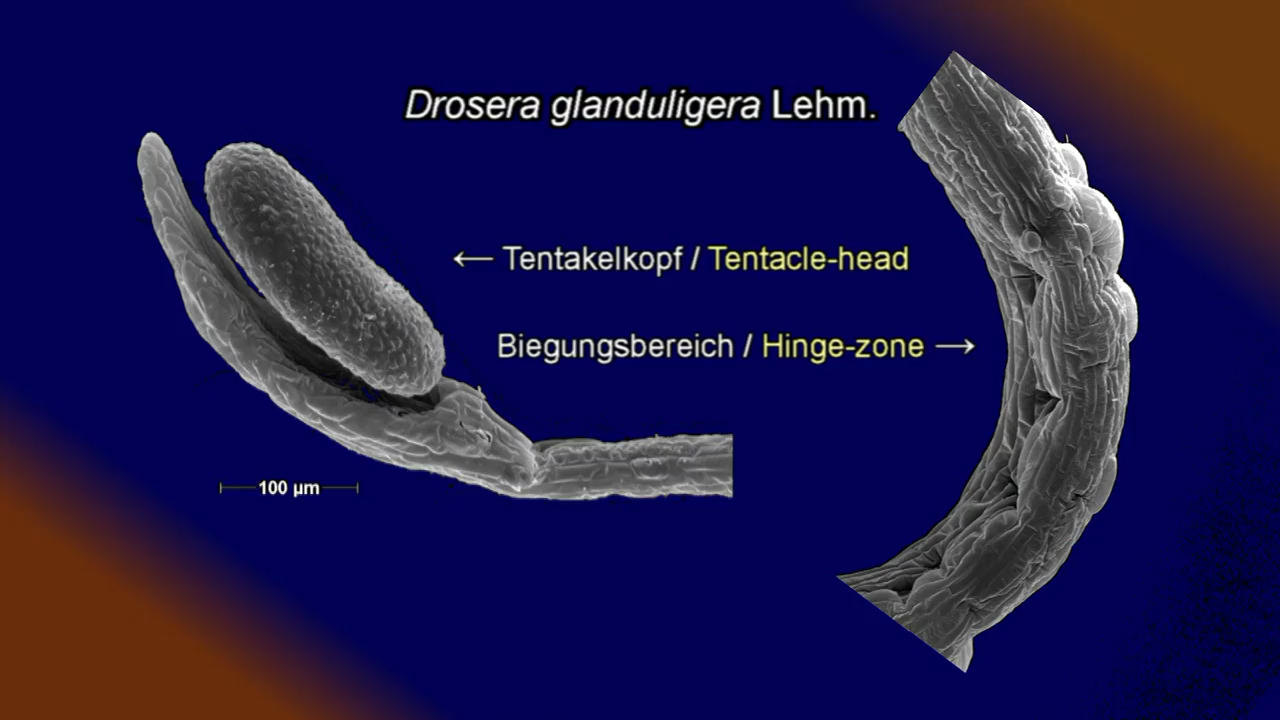 Drosera glanduligera Lehm.
← Tentakelkopf / Tentacle-head
Biegungsbereich / Hinge-zone →
100 µm